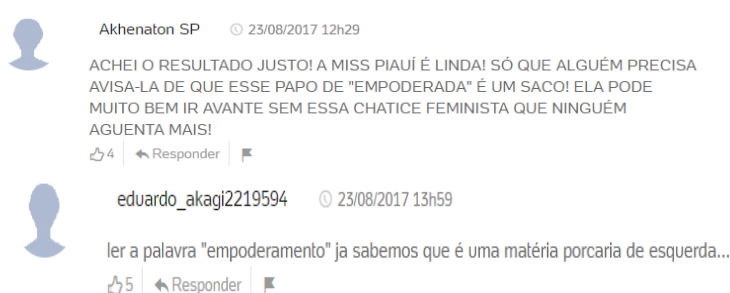 Akhenaton SP 23/08/2017 12h29
ACHEI O RESULTADO JUSTO! A MISS PIAUÍ É LINDA! SÓ QUE ALGUÉM PRECISA
AVISA-LA DE QUE ESSE PAPO DE "EMPODERADA" É UM SACO! ELA PODE
MUITO BEM IR AVANTE SEM ESSA CHATICE FEMINISTA QUE NINGUÉM
AGUENTA MAIS!
4 Responder
eduardo_akagi2219594 23/08/2017 13h59
ler a palavra "empoderamento" ja sabemos que é uma matéria porcaria de esquerda...
5 Responder